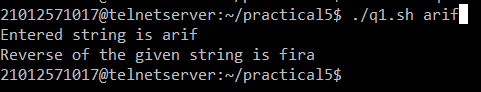 21012571017@telnetserver:~/practical5$ ./q1.sh arif
Entered string is arif
Reverse of the given string is fira
21012571017@telnetserver:~/practical5$